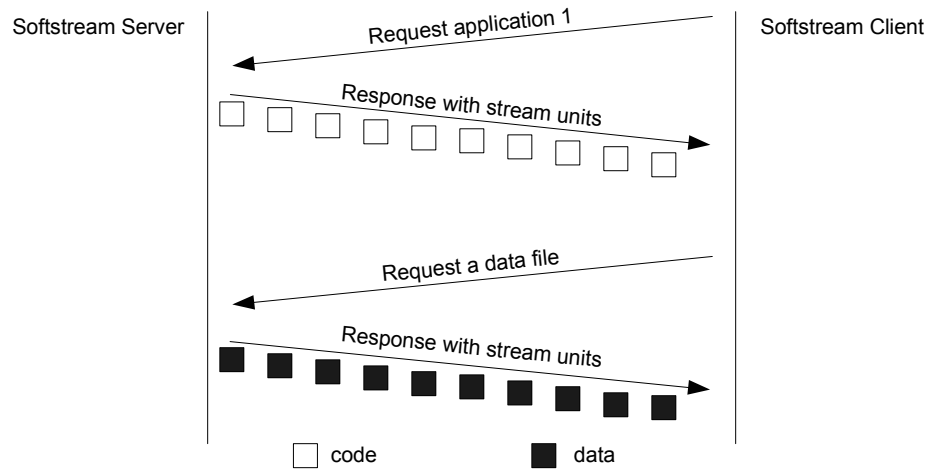 Softstream Server
Softstream Client
Request application 1
Response with stream units
Request a data file
Response with stream units
code
data